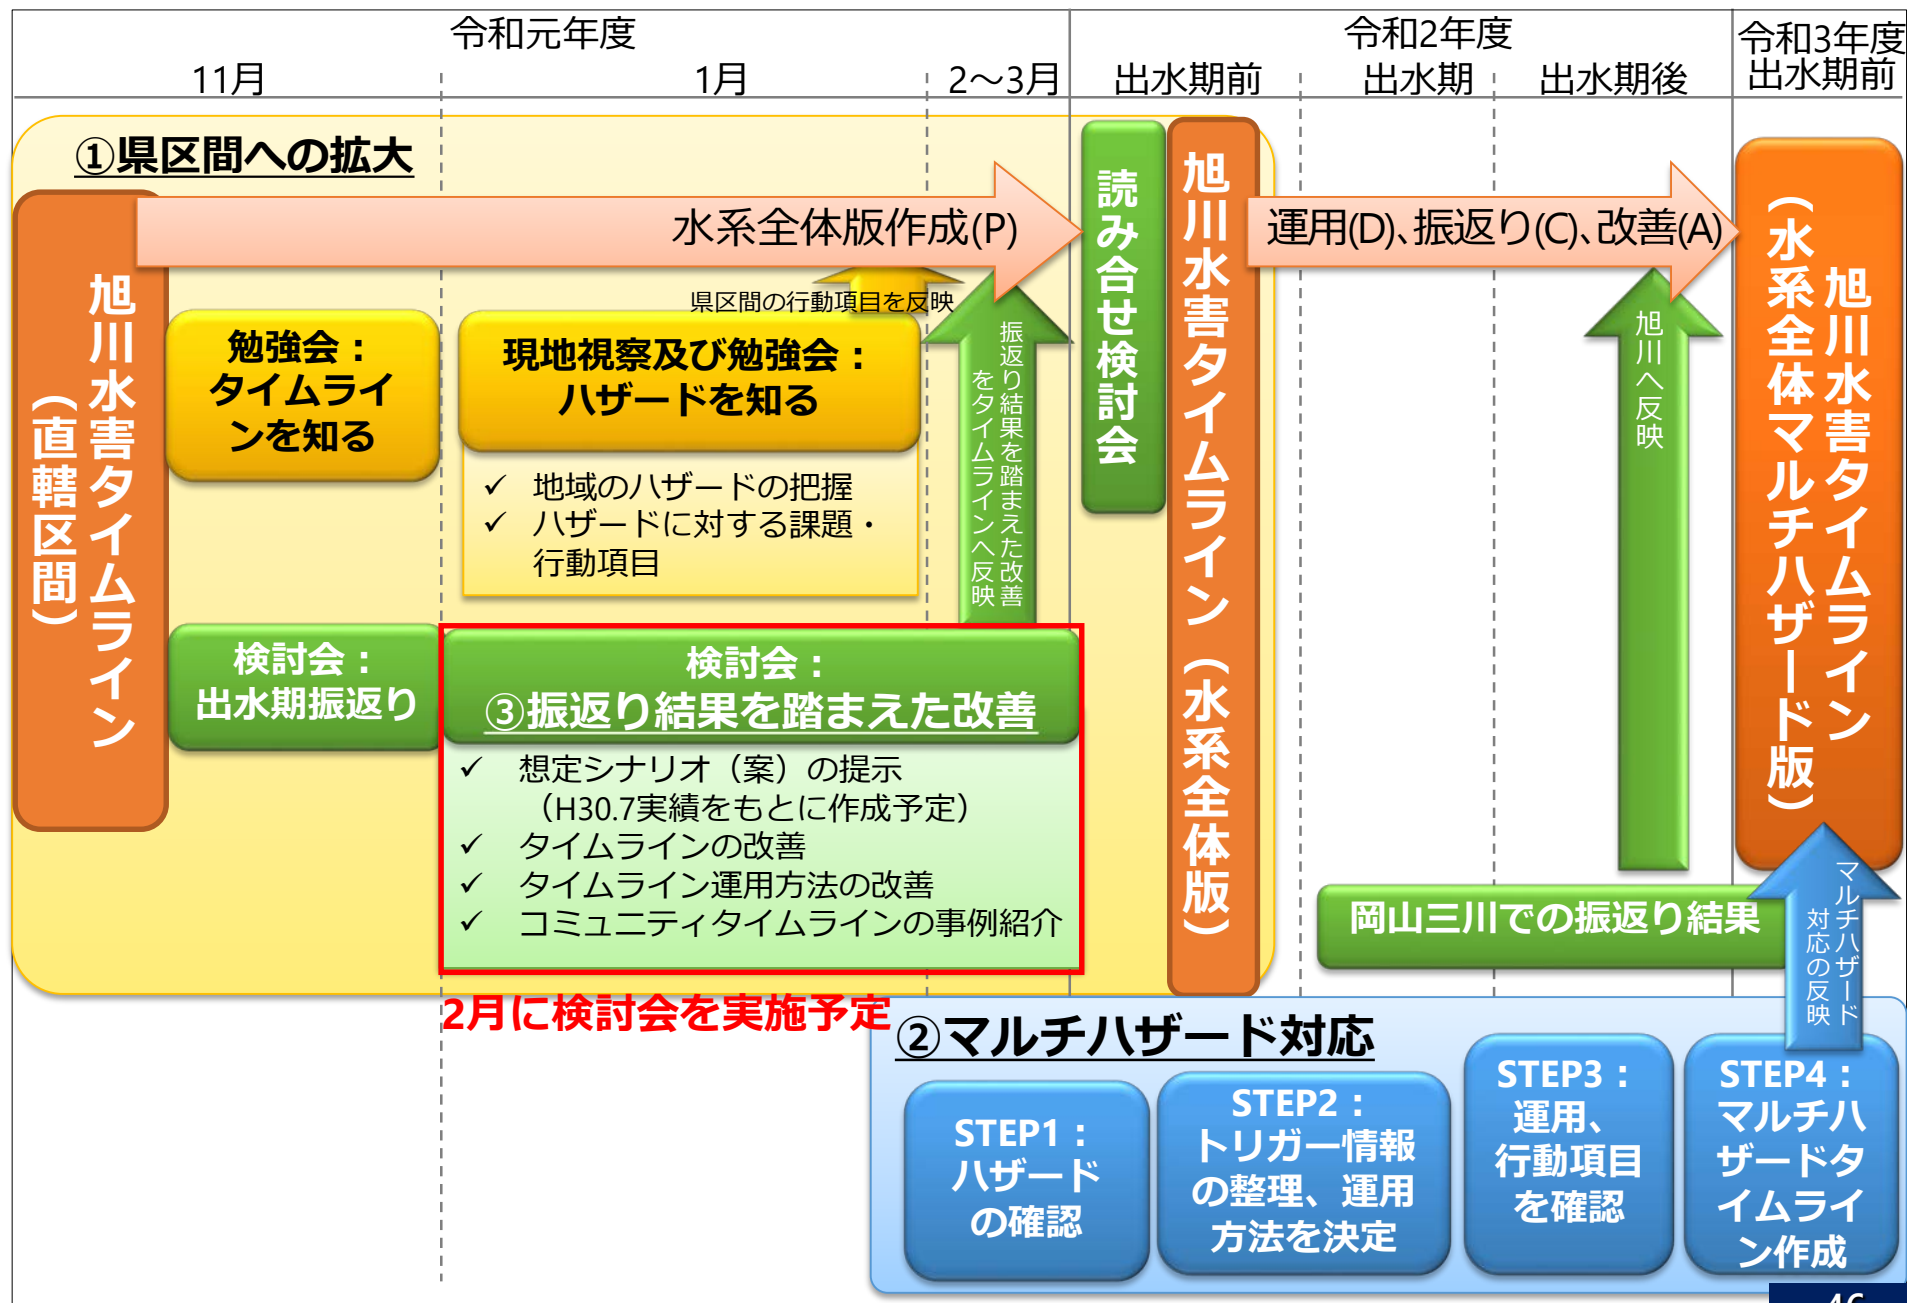 令和元年度
令和2年度
令和3年度
11月
1月
2～3月
出水期前
出水期
出水期後
出水期前
①県区間への拡大
旭川水害タイムライン
（直轄区間）
水系全体版作成(P)
県区間の行動項目を反映
勉強会：
タイムライ
ンを知る
現地視察及び勉強会：
ハザードを知る
✓ 地域のハザードの把握
✓ ハザードに対する課題・
行動項目
振返り結果を踏まえた改善
をタイムラインへ反映
検討会：
出水期振返り
検討会：
③振返り結果を踏まえた改善
✓ 想定シナリオ（案）の提示
（H30.7実績をもとに作成予定）
✓ タイムラインの改善
✓ タイムライン運用方法の改善
✓ コミュニティタイムラインの事例紹介
2月に検討会を実施予定
読み合せ検討会
旭川水害タイムライン（水系全体版）
運用(D)、振返り(C)、改善(A)
旭川へ反映
岡山三川での振返り結果
旭川水害タイムライン
（水系全体マルチハザード版）
マルチハザード
対応の反映
②マルチハザード対応
STEP1：
ハザード
の確認
STEP2：
トリガー情報
の整理、運用
方法を決定
STEP3：
運用、
行動項目
を確認
STEP4：
マルチハ
ザードタ
イムライ
ン作成